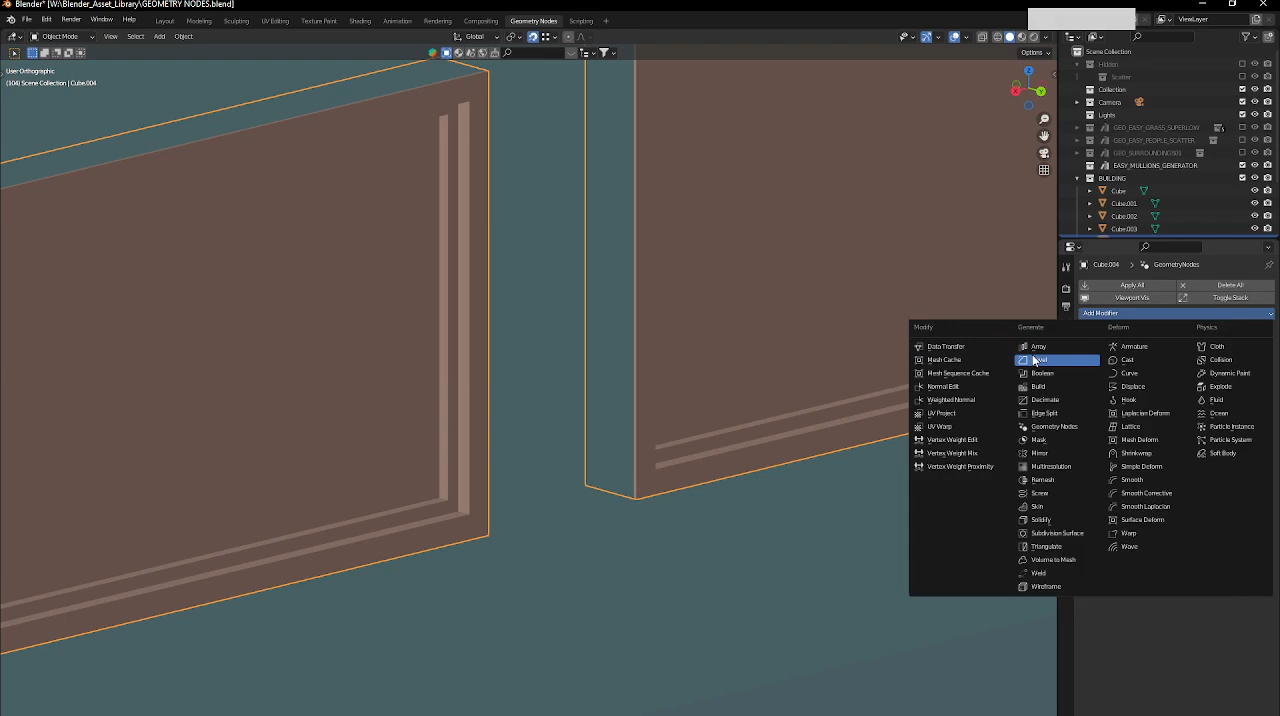 Blender* [W:\Blender_Asset_Library\GEOMETRY NODES.blend]
File Edit Render Window Help Layout Modeling Sculpting UV Editing Texture Paint Shading Animation Rendering Compositing Geometry Nodes Scripting ViewLayer
Object Mode View Select Add Object Global
Options
User Orthographic
(104) Scene Collection | Cube.004
Scene Collection
Hidden
Scatter
Collection
Camera
Lights
GEO_EASY_GRASS_SUPERLOW
GEO_EASY_PEOPLE_SCATTER
GEO_SURROUNDINGS01
EASY_MULLIONS_GENERATOR
BUILDING
Cube
Cube.001
Cube.002
Cube.003
Cube.004 GeometryNodes
Apply All Delete All
Viewport Vis Toggle Stack
Add Modifier
Modify Generate Deform Physics
Data Transfer Array Armature Cloth
Mesh Cache Cast Collision
Mesh Sequence Cache Boolean Curve Dynamic Paint
Normal Edit Build Displace Explode
Weighted Normal Decimate Hook Fluid
UV Project Edge Split Laplacian Deform Ocean
UV Warp Geometry Nodes Lattice Particle Instance
Vertex Weight Edit Mask Mesh Deform Particle System
Vertex Weight Mix Mirror Shrinkwrap Soft Body
Vertex Weight Proximity Multiresolution Simple Deform
Remesh Smooth
Screw Smooth Corrective
Skin Smooth Laplacian
Solidify Surface Deform
Subdivision Surface Warp
Triangulate Wave
Volume to Mesh
Weld
Wireframe